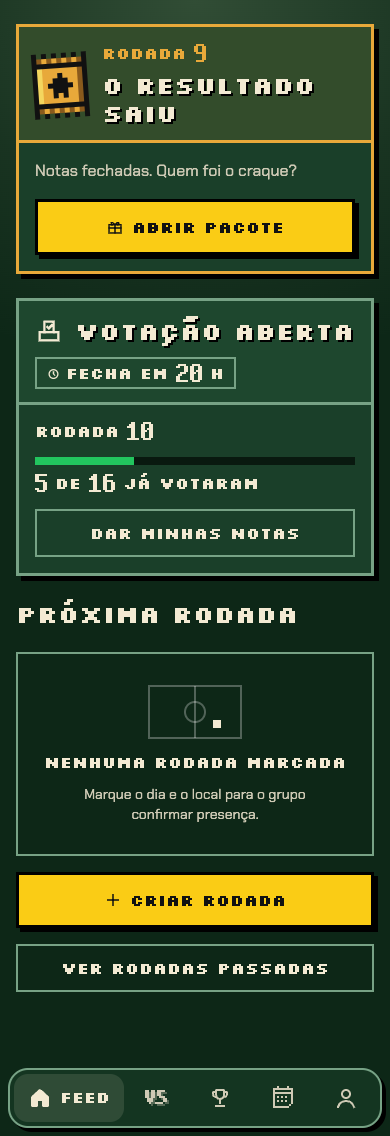 RODADA 9
O RESULTADO
SAIU
Notas fechadas. Quem foi o craque?
ABRIR PACOTE
VOTAÇÃO ABERTA
FECHA EM 20 H
RODADA 10
5 DE 16 JÁ VOTARAM
DAR MINHAS NOTAS
PRÓXIMA RODADA
NENHUMA RODADA MARCADA
Marque o dia e o local para o grupo
confirmar presença.
+ CRIAR RODADA
VER RODADAS PASSADAS
FEED VS